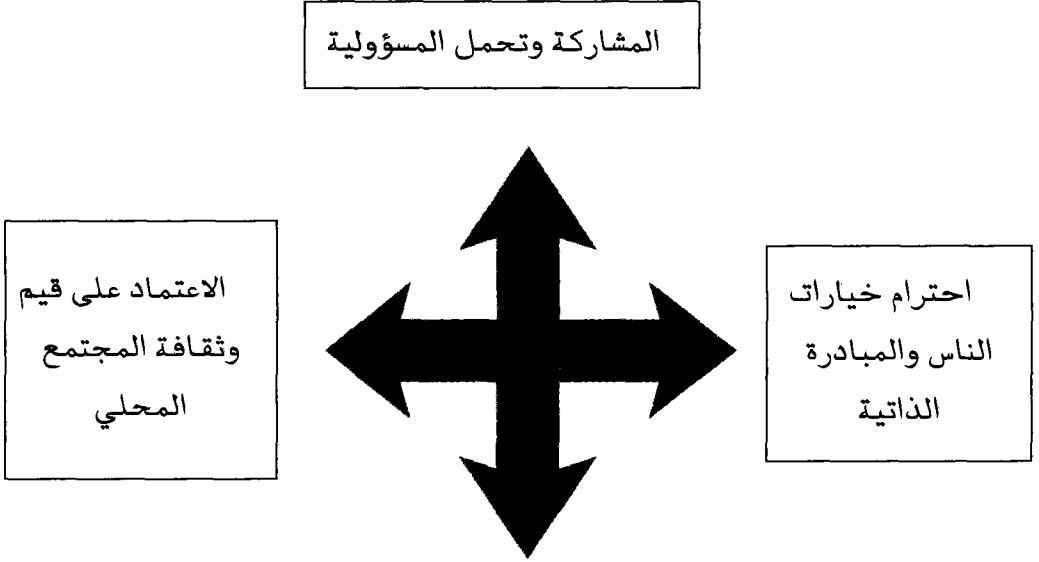 المشاركة وتحمل المسؤولية
احترام خيارات
الناس والمبادرة
الذاتية
الاعتماد على قيم
وثقافة المجتمع
المحلي